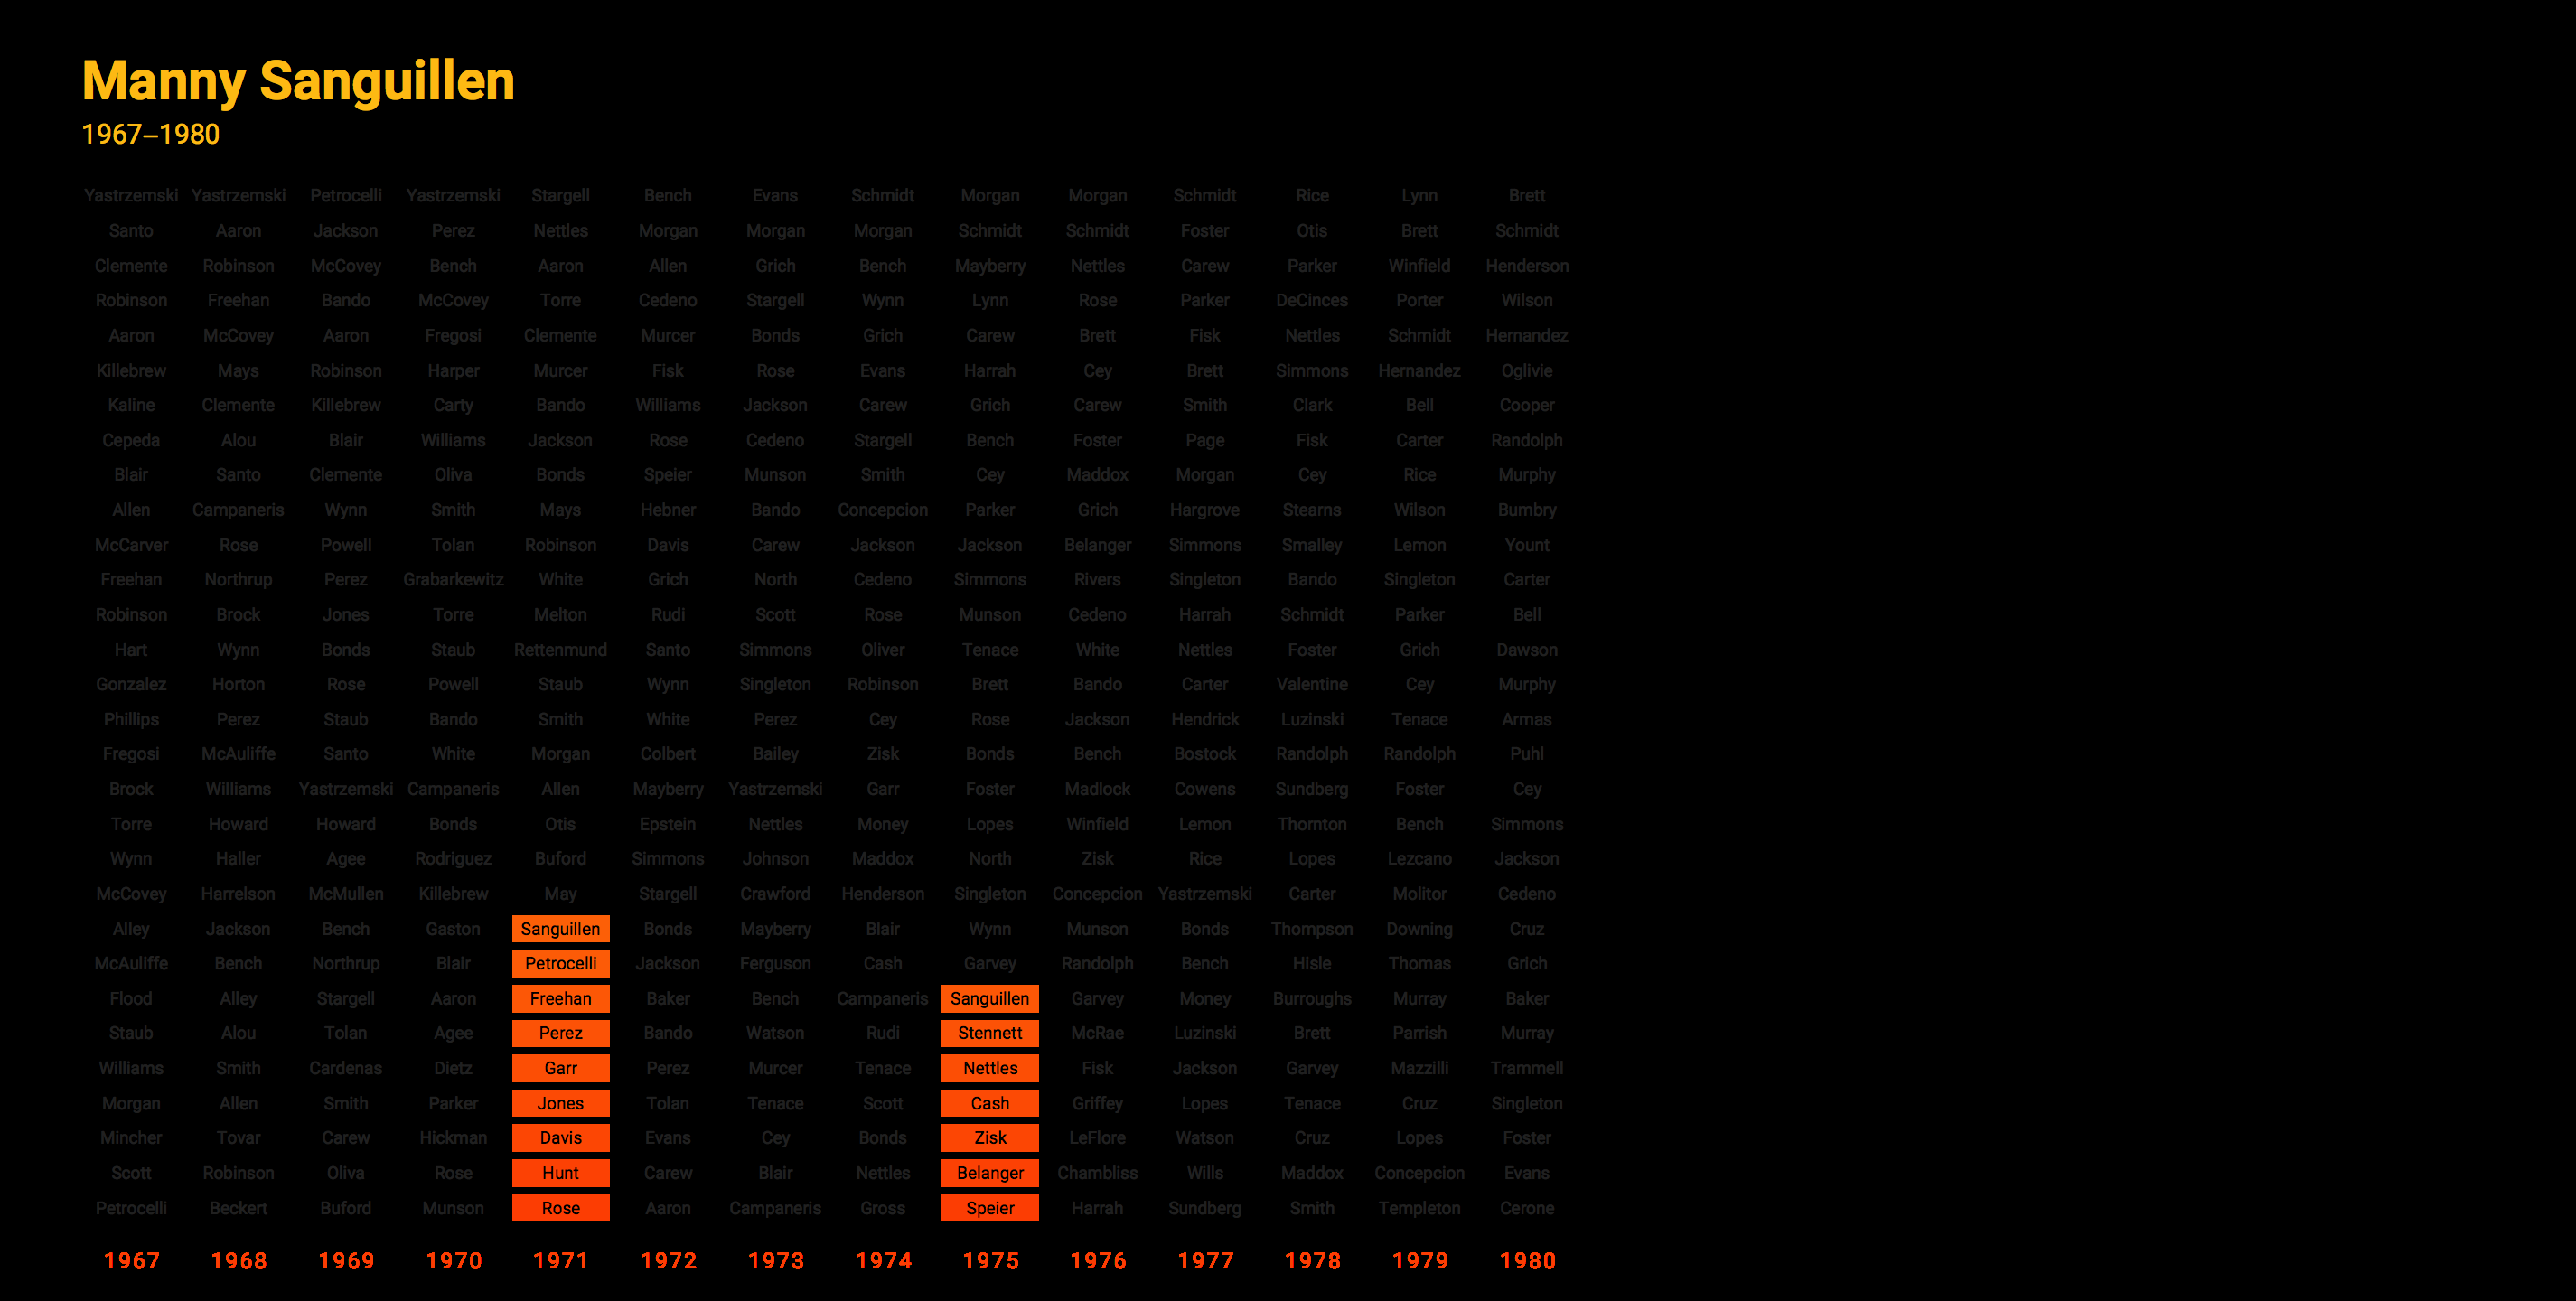 Manny Sanguillen
1967–1980
Yastrzemski Yastrzemski Petrocelli Yastrzemski Stargell Bench Evans Schmidt Morgan Morgan Schmidt Rice Lynn Brett
Santo Aaron Jackson Perez Nettles Morgan Morgan Morgan Schmidt Schmidt Foster Otis Brett Schmidt
Clemente Robinson McCovey Bench Aaron Allen Grich Bench Mayberry Nettles Carew Parker Winfield Henderson
Robinson Freehan Bando McCovey Torre Cedeno Stargell Wynn Lynn Rose Parker DeCinces Porter Wilson
Aaron McCovey Aaron Fregosi Clemente Murcer Bonds Grich Carew Brett Fisk Nettles Schmidt Hernandez
Killebrew Mays Robinson Harper Murcer Fisk Rose Evans Harrah Cey Brett Simmons Hernandez Oglivie
Kaline Clemente Killebrew Carty Bando Williams Jackson Carew Grich Carew Smith Clark Bell Cooper
Cepeda Alou Blair Williams Jackson Rose Cedeno Stargell Bench Foster Page Fisk Carter Randolph
Blair Santo Clemente Oliva Bonds Speier Munson Smith Cey Maddox Morgan Cey Rice Murphy
Allen Campaneris Wynn Smith Mays Hebner Bando Concepcion Parker Grich Hargrove Stearns Wilson Bumbry
McCarver Rose Powell Tolan Robinson Davis Carew Jackson Jackson Belanger Simmons Smalley Lemon Yount
Freehan Northrup Perez Grabarkewitz White Grich North Cedeno Simmons Rivers Singleton Bando Singleton Carter
Robinson Brock Jones Torre Melton Rudi Scott Rose Munson Cedeno Harrah Schmidt Parker Bell
Hart Wynn Bonds Staub Rettenmund Santo Simmons Oliver Tenace White Nettles Foster Grich Dawson
Gonzalez Horton Rose Powell Staub Wynn Singleton Robinson Brett Bando Carter Valentine Cey Murphy
Phillips Perez Staub Bando Smith White Perez Cey Rose Jackson Hendrick Luzinski Tenace Armas
Fregosi McAuliffe Santo White Morgan Colbert Bailey Zisk Bonds Bench Bostock Randolph Randolph Puhl
Brock Williams Yastrzemski Campaneris Allen Mayberry Yastrzemski Garr Foster Madlock Cowens Sundberg Foster Cey
Torre Howard Howard Bonds Otis Epstein Nettles Money Lopes Winfield Lemon Thornton Bench Simmons
Wynn Haller Agee Rodriguez Buford Simmons Johnson Maddox North Zisk Rice Lopes Lezcano Jackson
McCovey Harrelson McMullen Killebrew May Stargell Crawford Henderson Singleton Concepcion Yastrzemski Carter Molitor Cedeno
Alley Jackson Bench Gaston Sanguillen Bonds Mayberry Blair Wynn Munson Bonds Thompson Downing Cruz
McAuliffe Bench Northrup Blair Petrocelli Jackson Ferguson Cash Garvey Randolph Bench Hisle Thomas Grich
Flood Alley Stargell Aaron Freehan Baker Bench Campaneris Sanguillen Garvey Money Burroughs Murray Baker
Staub Alou Tolan Agee Perez Bando Watson Rudi Stennett McRae Luzinski Brett Parrish Murray
Williams Smith Cardenas Dietz Garr Perez Murcer Tenace Nettles Fisk Jackson Garvey Mazzilli Trammell
Morgan Allen Smith Parker Jones Tolan Tenace Scott Cash Griffey Lopes Tenace Cruz Singleton
Mincher Tovar Carew Hickman Davis Evans Cey Bonds Zisk LeFlore Watson Cruz Lopes Foster
Scott Robinson Oliva Rose Hunt Carew Blair Nettles Belanger Chambliss Wills Maddox Concepcion Evans
Petrocelli Beckert Buford Munson Rose Aaron Campaneris Gross Speier Harrah Sundberg Smith Templeton Cerone
1967 1968 1969 1970 1971 1972 1973 1974 1975 1976 1977 1978 1979 1980